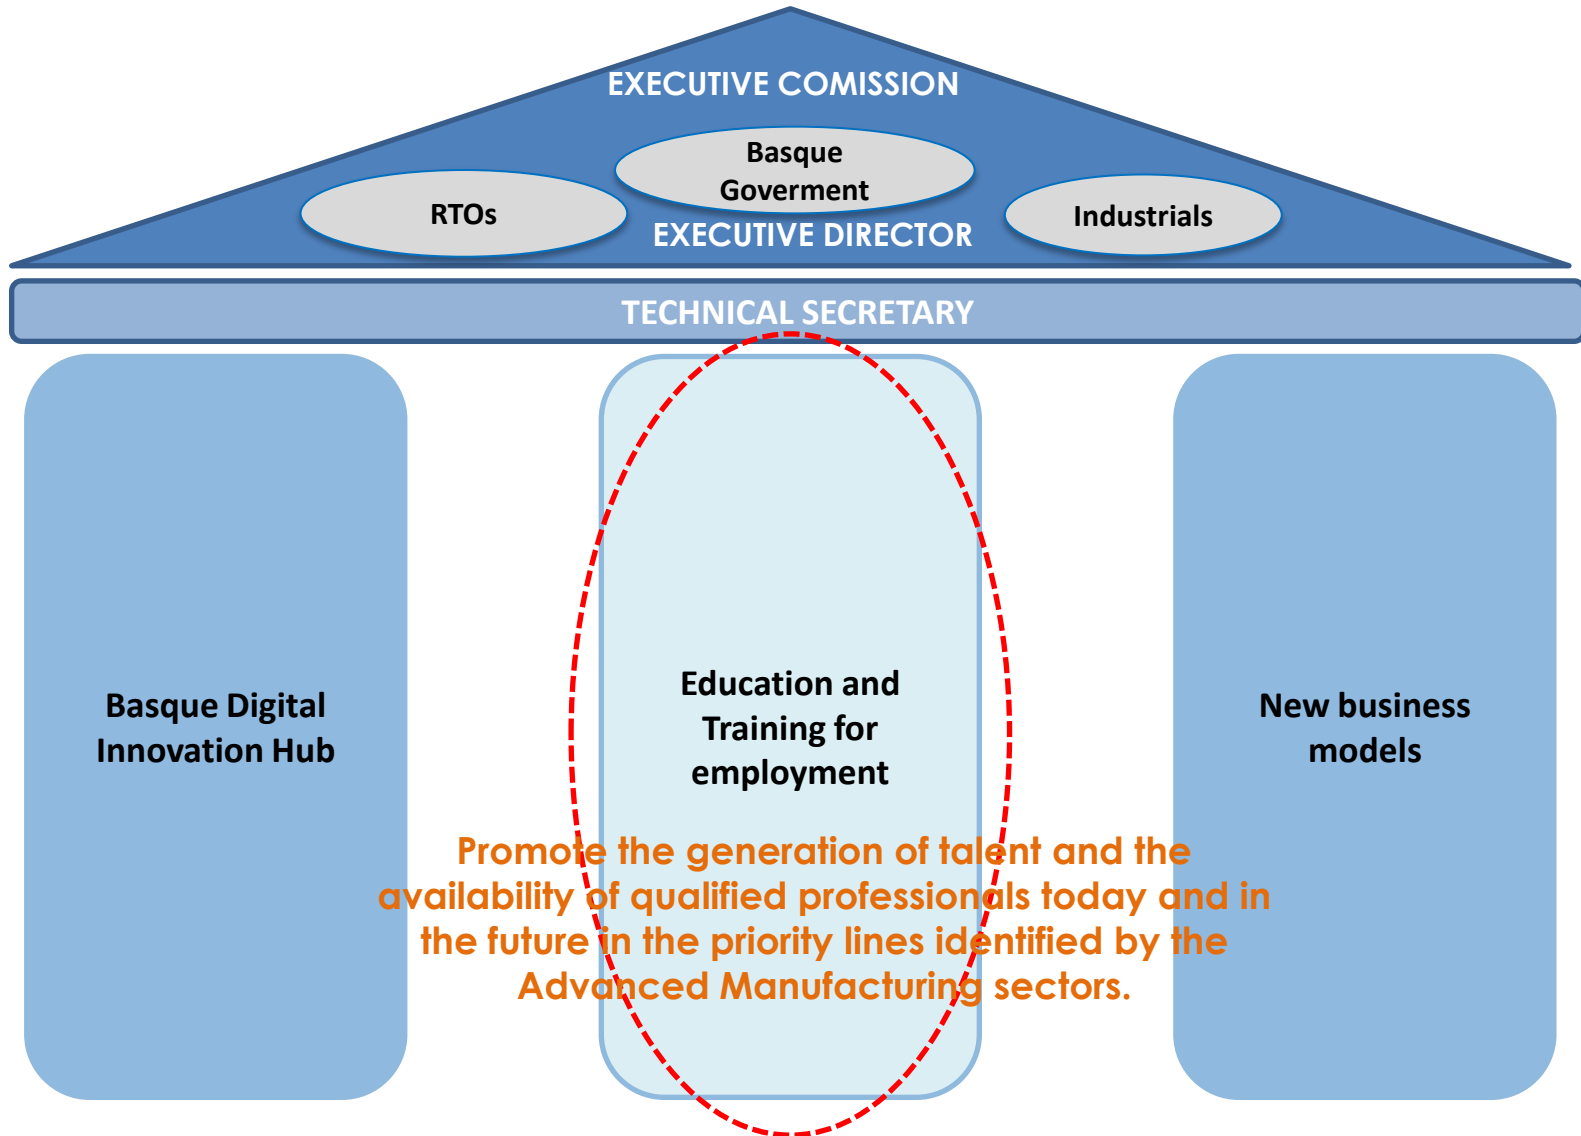 EXECUTIVE COMISSION
Basque
Goverment
RTOs
Industrials
EXECUTIVE DIRECTOR
TECHNICAL SECRETARY
Basque Digital
Innovation Hub
Education and
Training for
employment
New business
models
Promote the generation of talent and the
availability of qualified professionals today and in
the future in the priority lines identified by the
Advanced Manufacturing sectors.